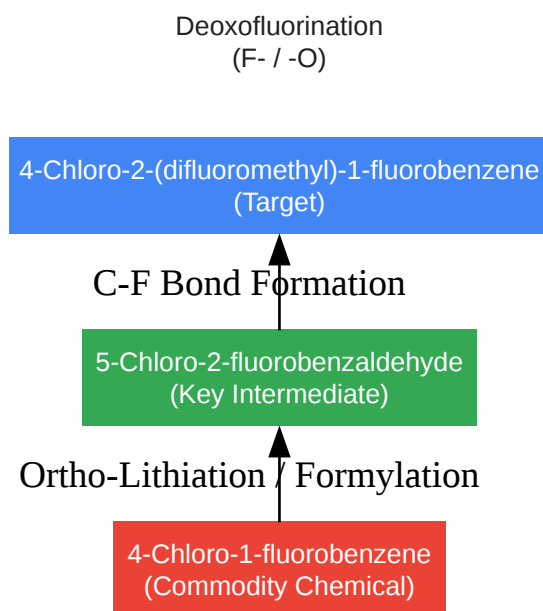 Deoxofluorination
(F- / -O)
4-Chloro-2-(difluoromethyl)-1-fluorobenzene
(Target)
C-F Bond Formation
5-Chloro-2-fluorobenzaldehyde
(Key Intermediate)
Ortho-Lithiation / Formylation
4-Chloro-1-fluorobenzene
(Commodity Chemical)